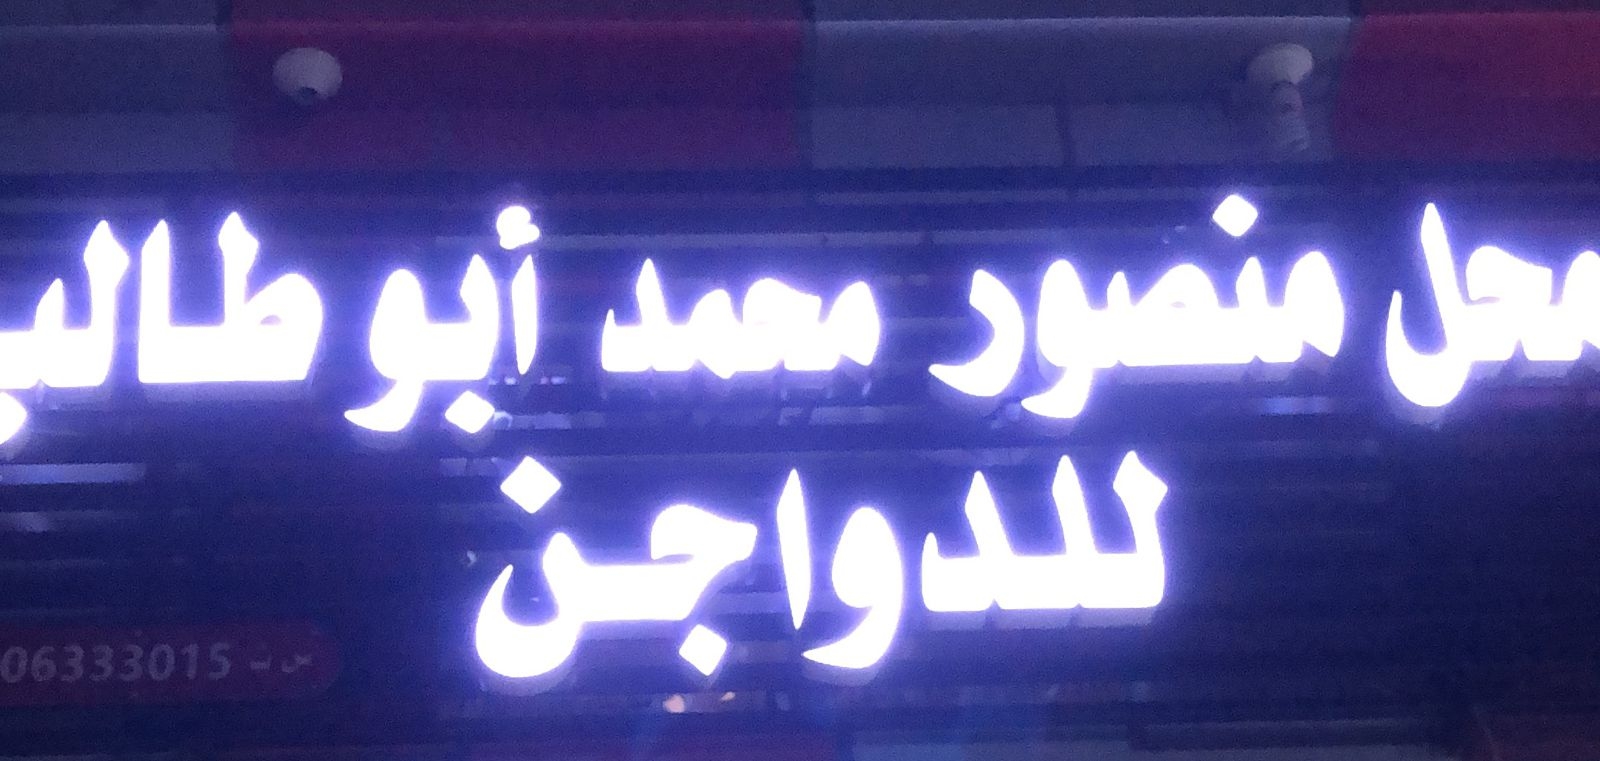 محل منصور محمد أبو طالب
للدواجن
س ت 06333015